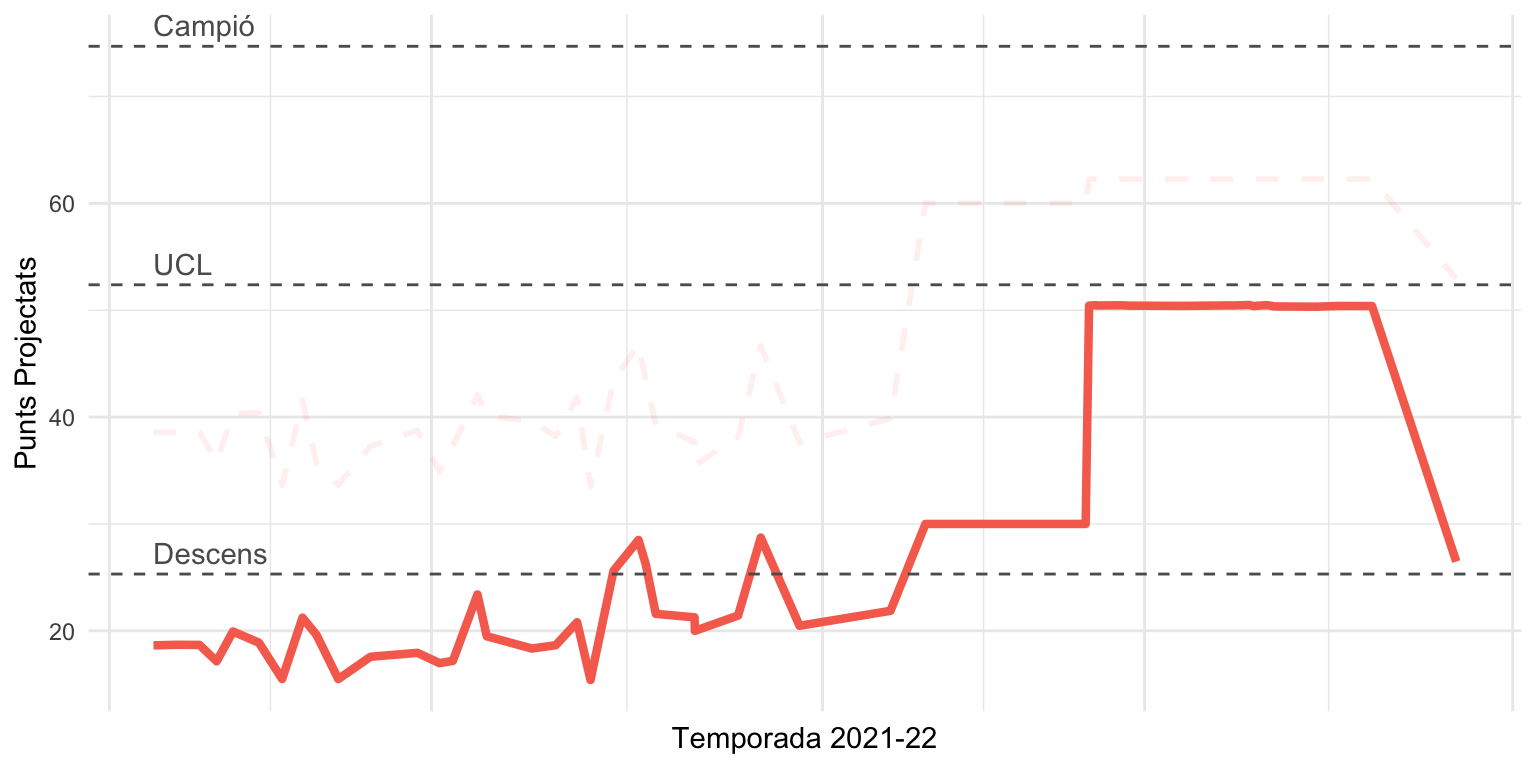 Campió
60
UCL
Punts Projectats
40
Descens
20
Temporada 2021-22